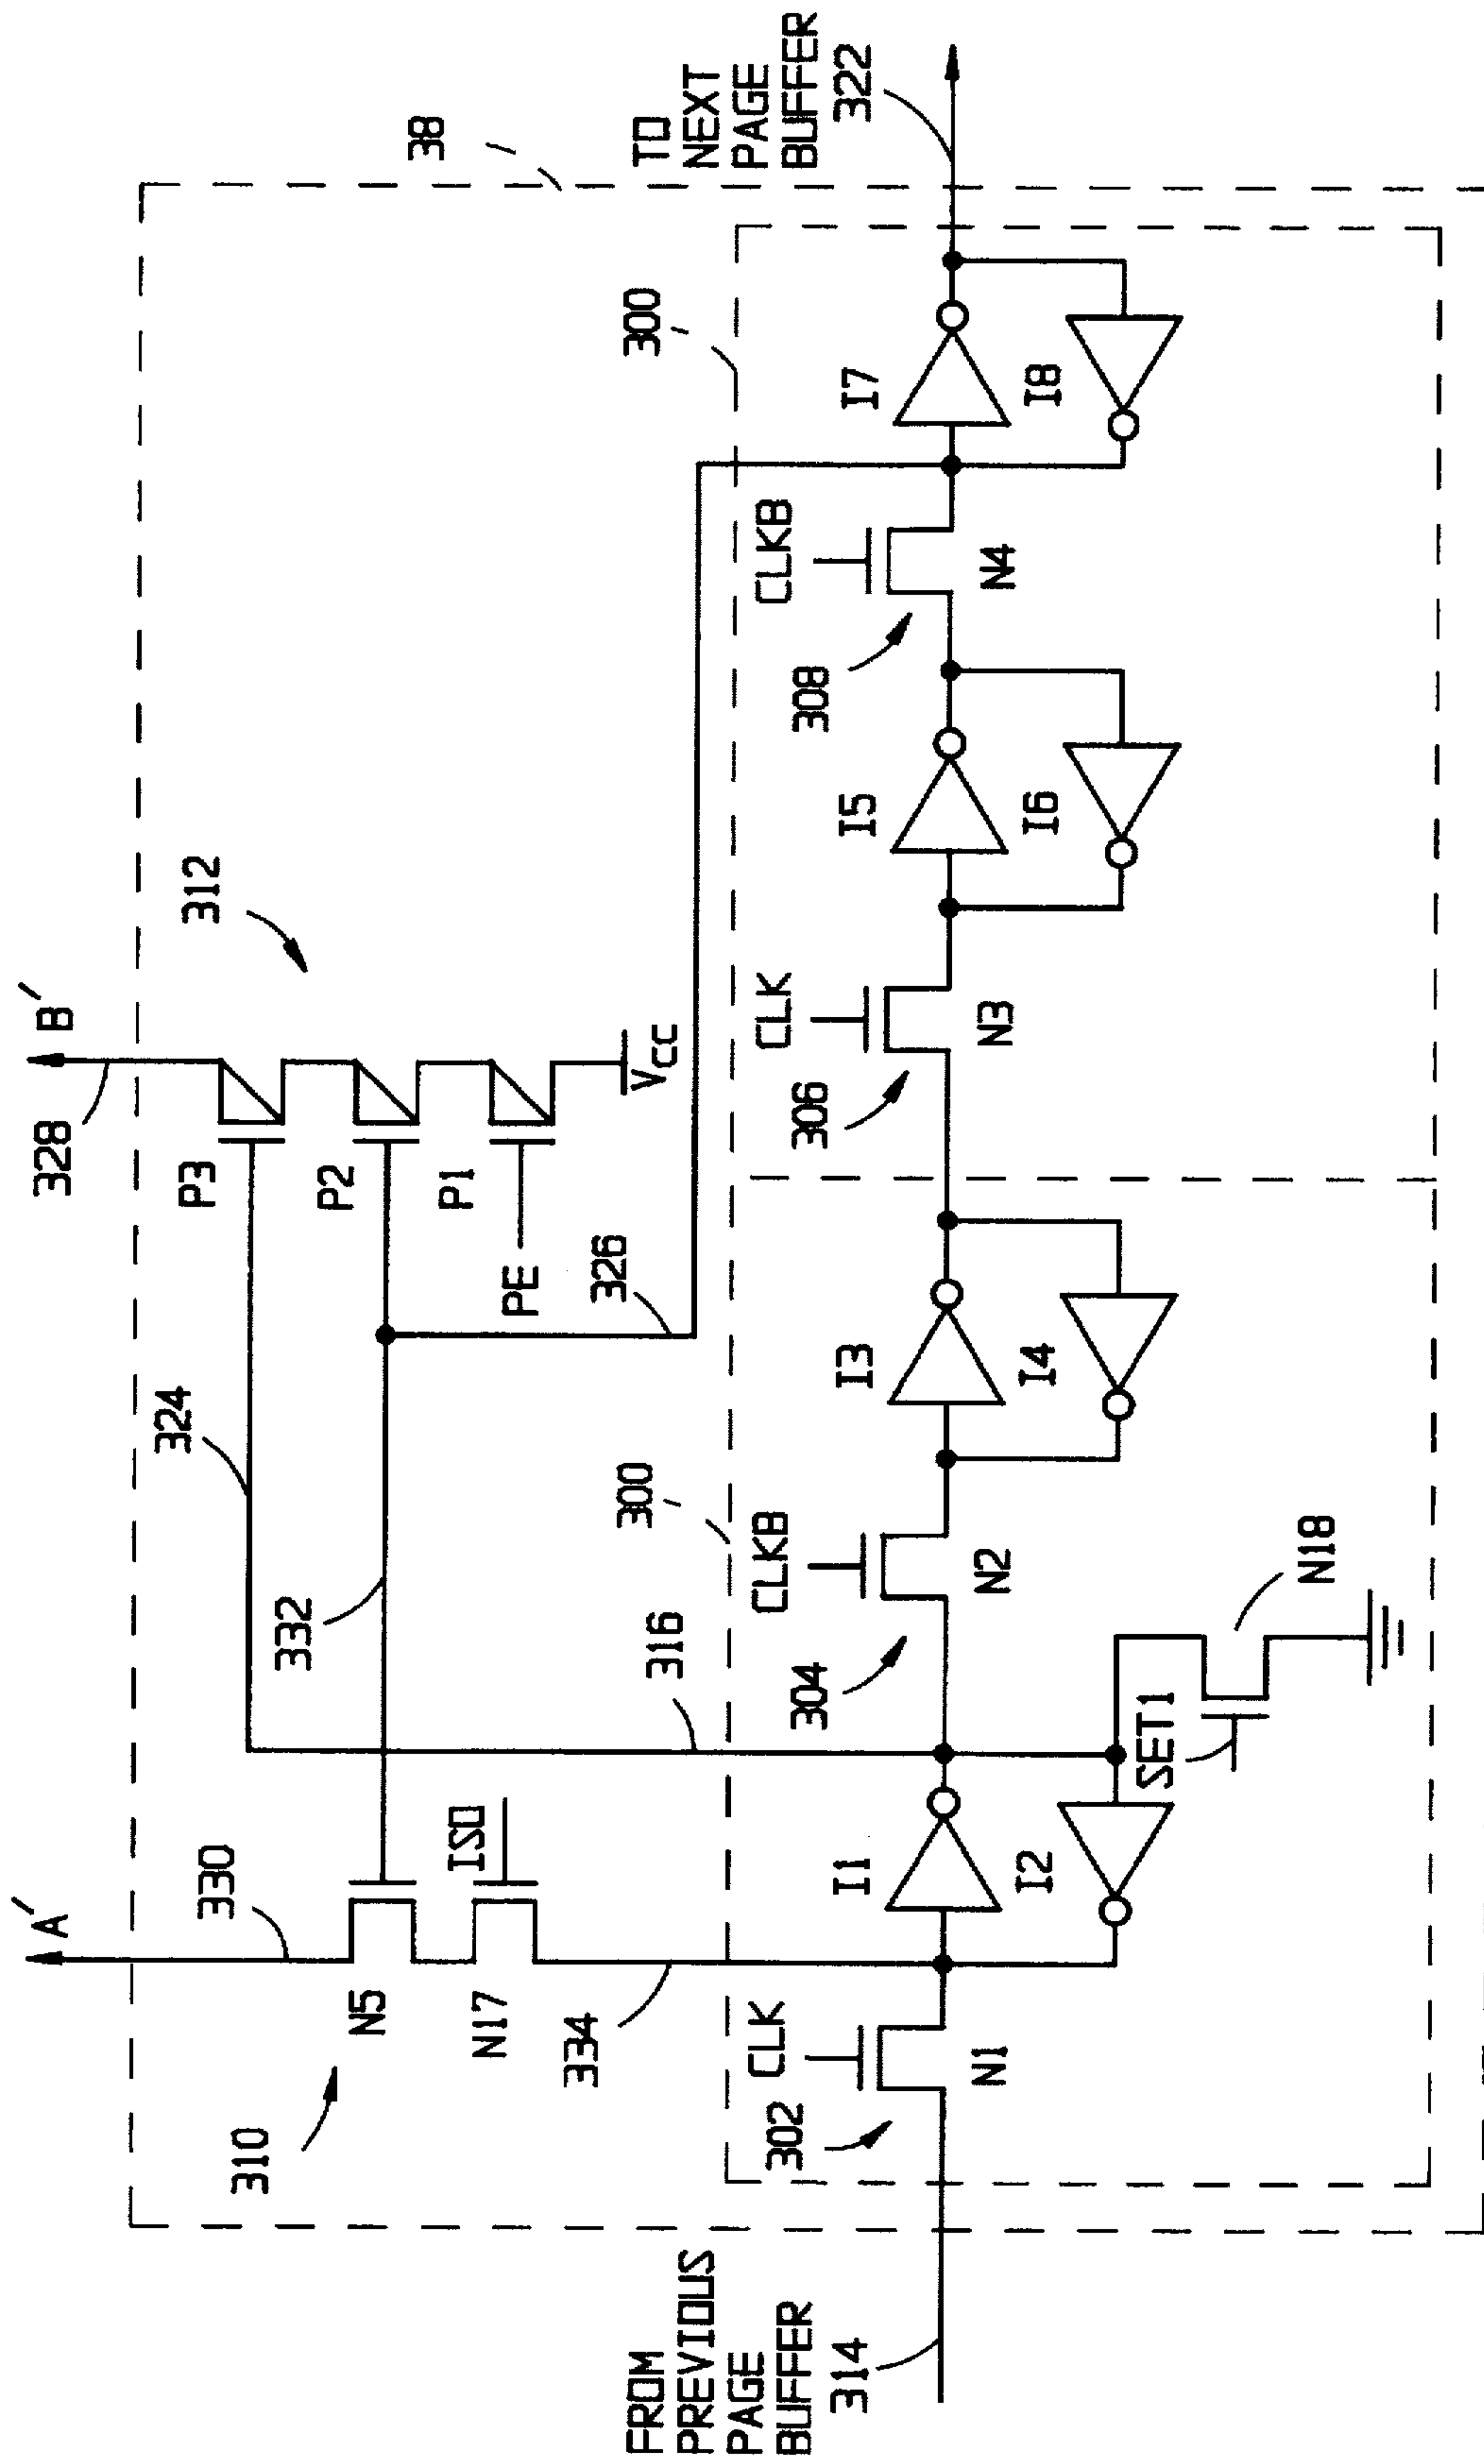 A'
B'
330
324
328
312
38
310
332
P3
N5
P2
N17
ISO
P1
PE
VCC
326
334
316
300
300
FROM
PREVIOUS
PAGE
BUFFER
314
TO
NEXT
PAGE
BUFFER
322
302
CLK
304
CLKB
306
CLK
308
CLKB
I1
I3
I5
I7
N1
N2
N3
N4
I2
I4
I6
I8
SET1
N18